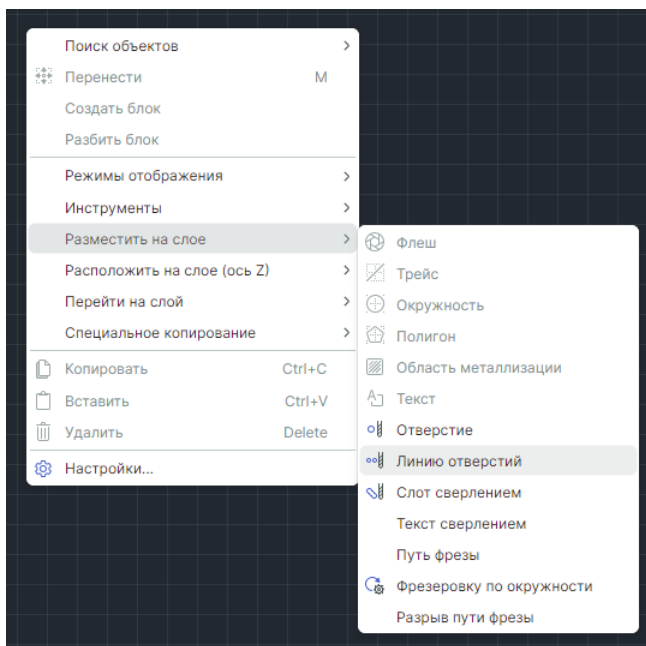 Поиск объектов
Перенести M
Создать блок
Разбить блок
Режимы отображения
Инструменты
Разместить на слое
Расположить на слое (ось Z)
Перейти на слой
Специальное копирование
Копировать Ctrl+C
Вставить Ctrl+V
Удалить Delete
Настройки...
Флеш
Трейс
Окружность
Полигон
Область металлизации
Текст
Отверстие
Линию отверстий
Слот сверлением
Текст сверлением
Путь фрезы
Фрезеровку по окружности
Разрыв пути фрезы